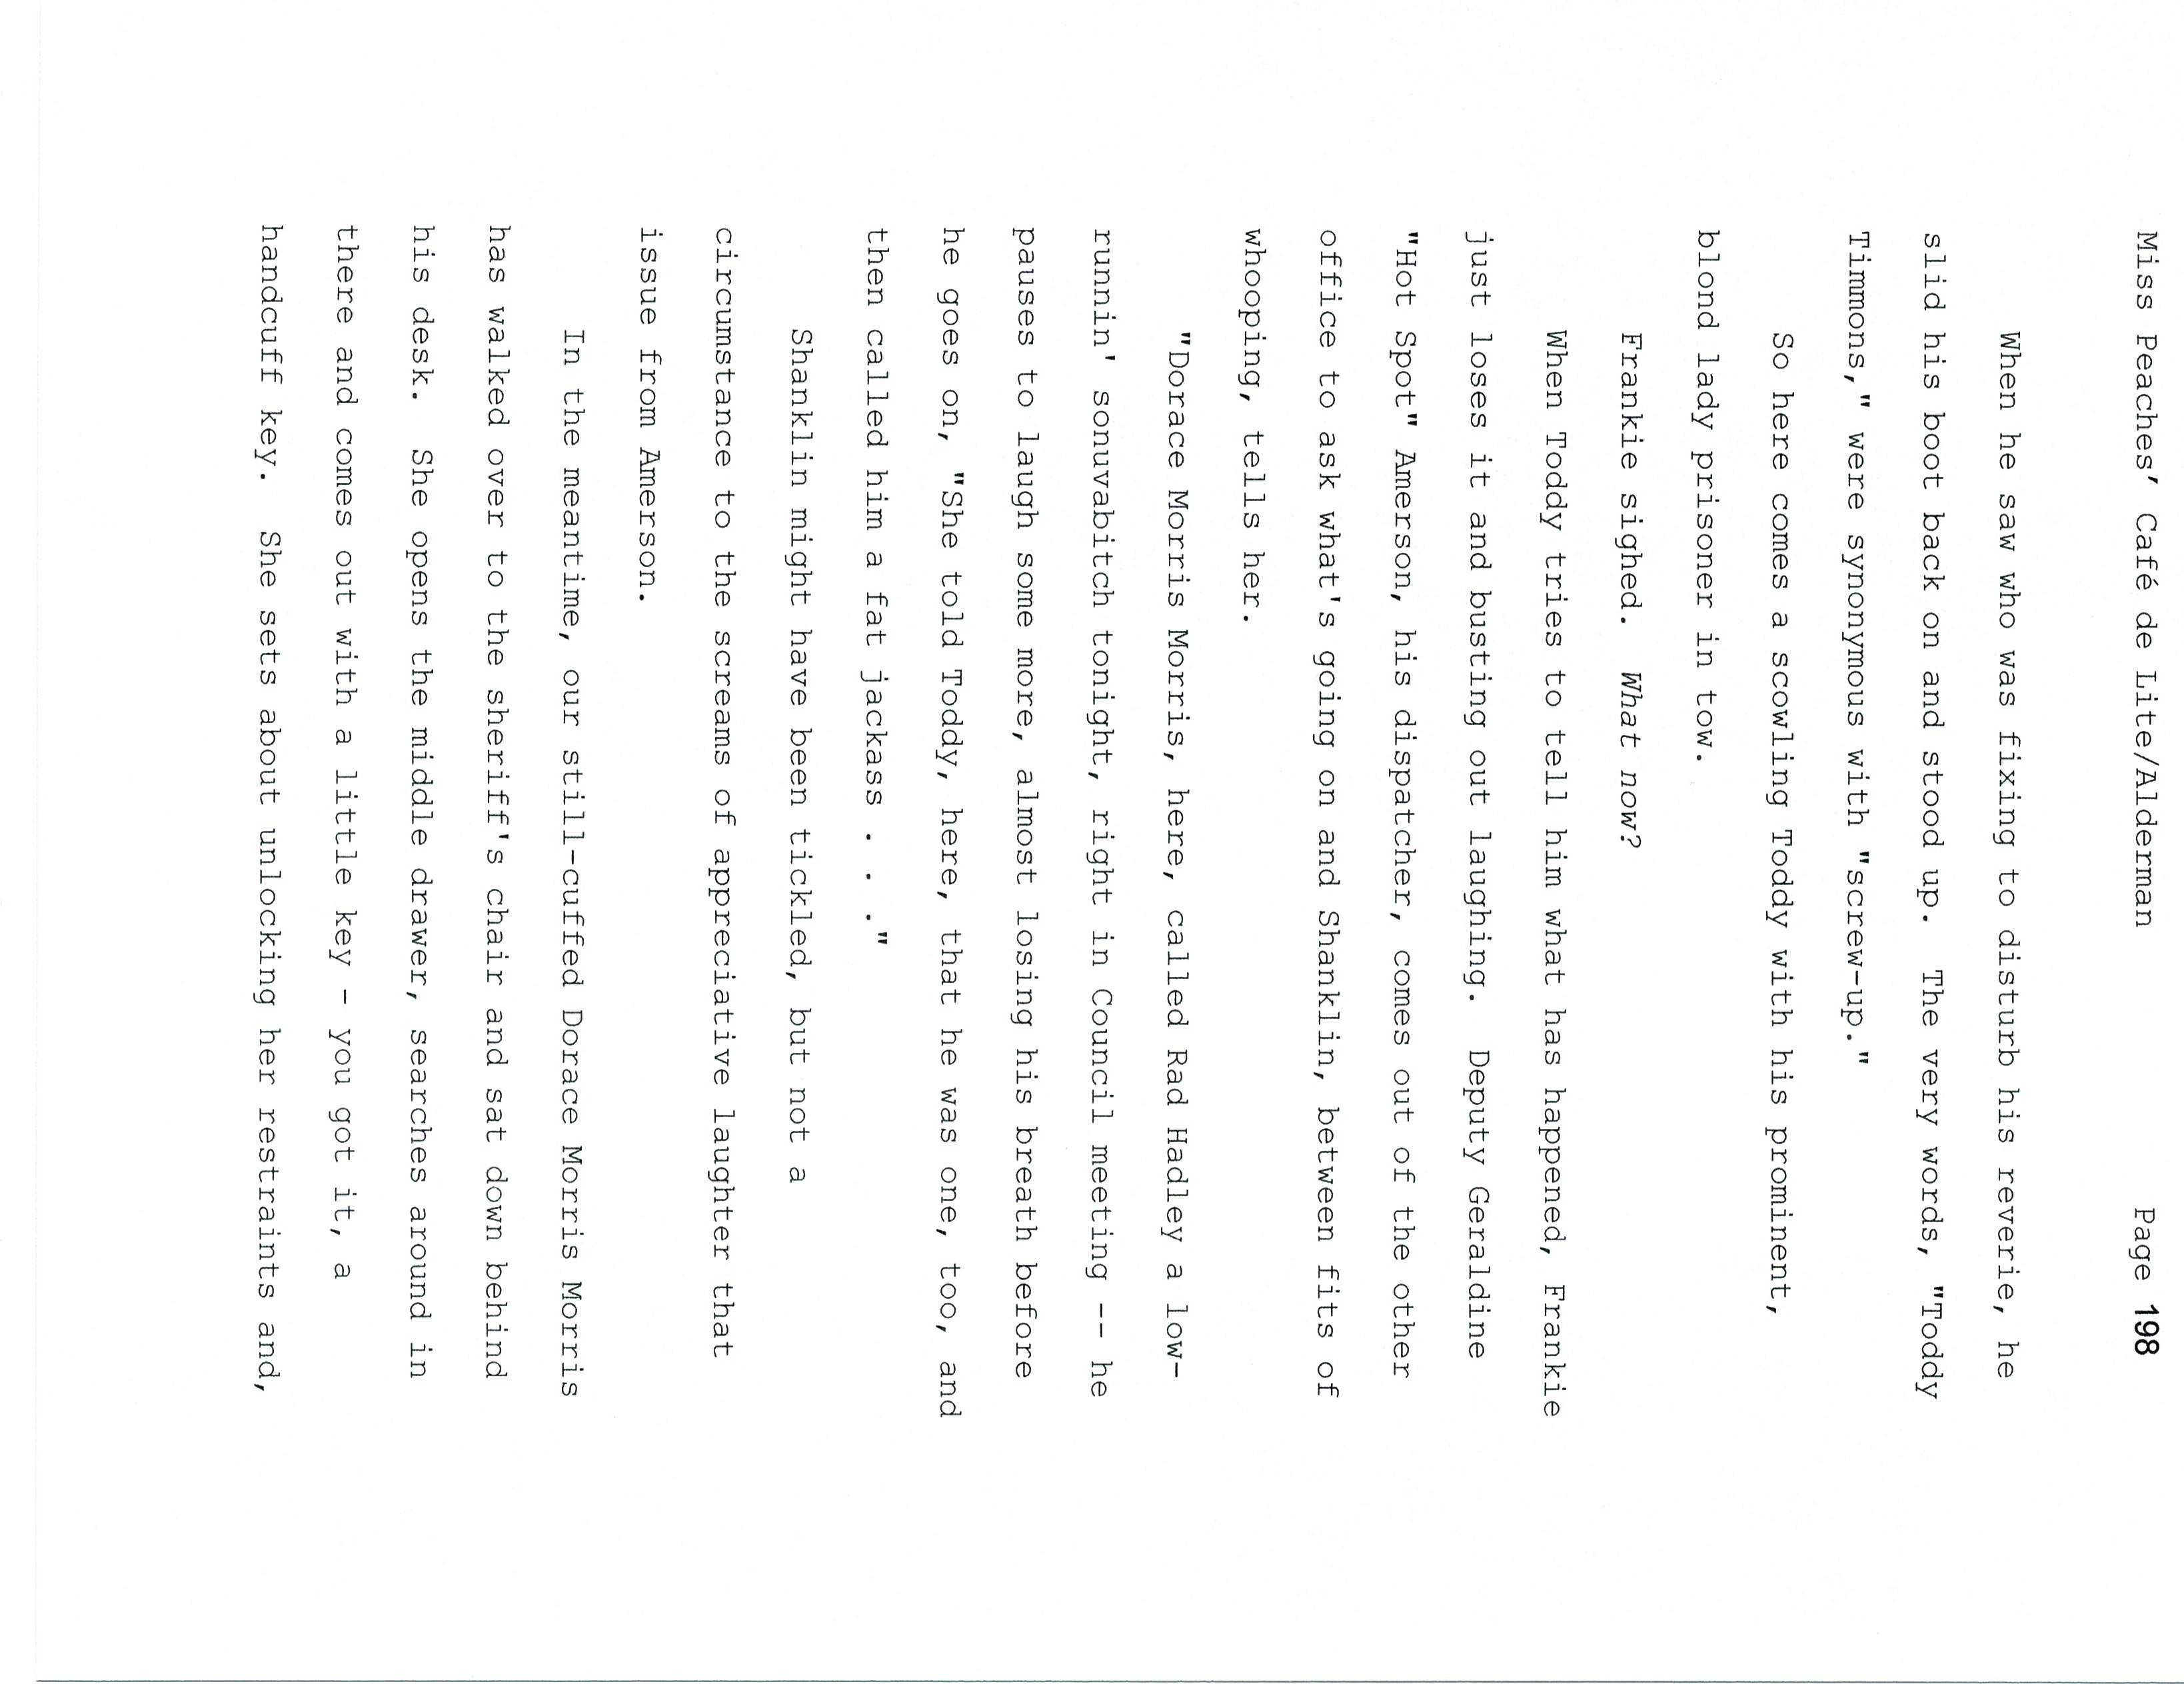 Miss Peaches’ Café de Lite/Alderman Page 198
When he saw who was fixing to disturb his reverie, he
slid his boot back on and stood up. The very words, "Toddy
Timmons," were synonymous with "screw-up."
So here comes a scowling Toddy with his prominent,
blond lady prisoner in tow.
Frankie sighed. What now?
When Toddy tries to tell him what has happened, Frankie
just loses it and busting out laughing. Deputy Geraldine
"Hot Spot" Amerson, his dispatcher, comes out of the other
office to ask what's going on and Shanklin, between fits of
whooping, tells her.
"Dorace Morris Morris, here, called Rad Hadley a low-
runnin' sonuvabitch tonight, right in Council meeting -- he
pauses to laugh some more, almost losing his breath before
he goes on, "She told Toddy, here, that he was one, too, and
then called him a fat jackass . . ."
Shanklin might have been tickled, but not a
circumstance to the screams of appreciative laughter that
issue from Amerson.
In the meantime, our still-cuffed Dorace Morris Morris
has walked over to the sheriff's chair and sat down behind
his desk. She opens the middle drawer, searches around in
there and comes out with a little key - you got it, a
handcuff key. She sets about unlocking her restraints and,